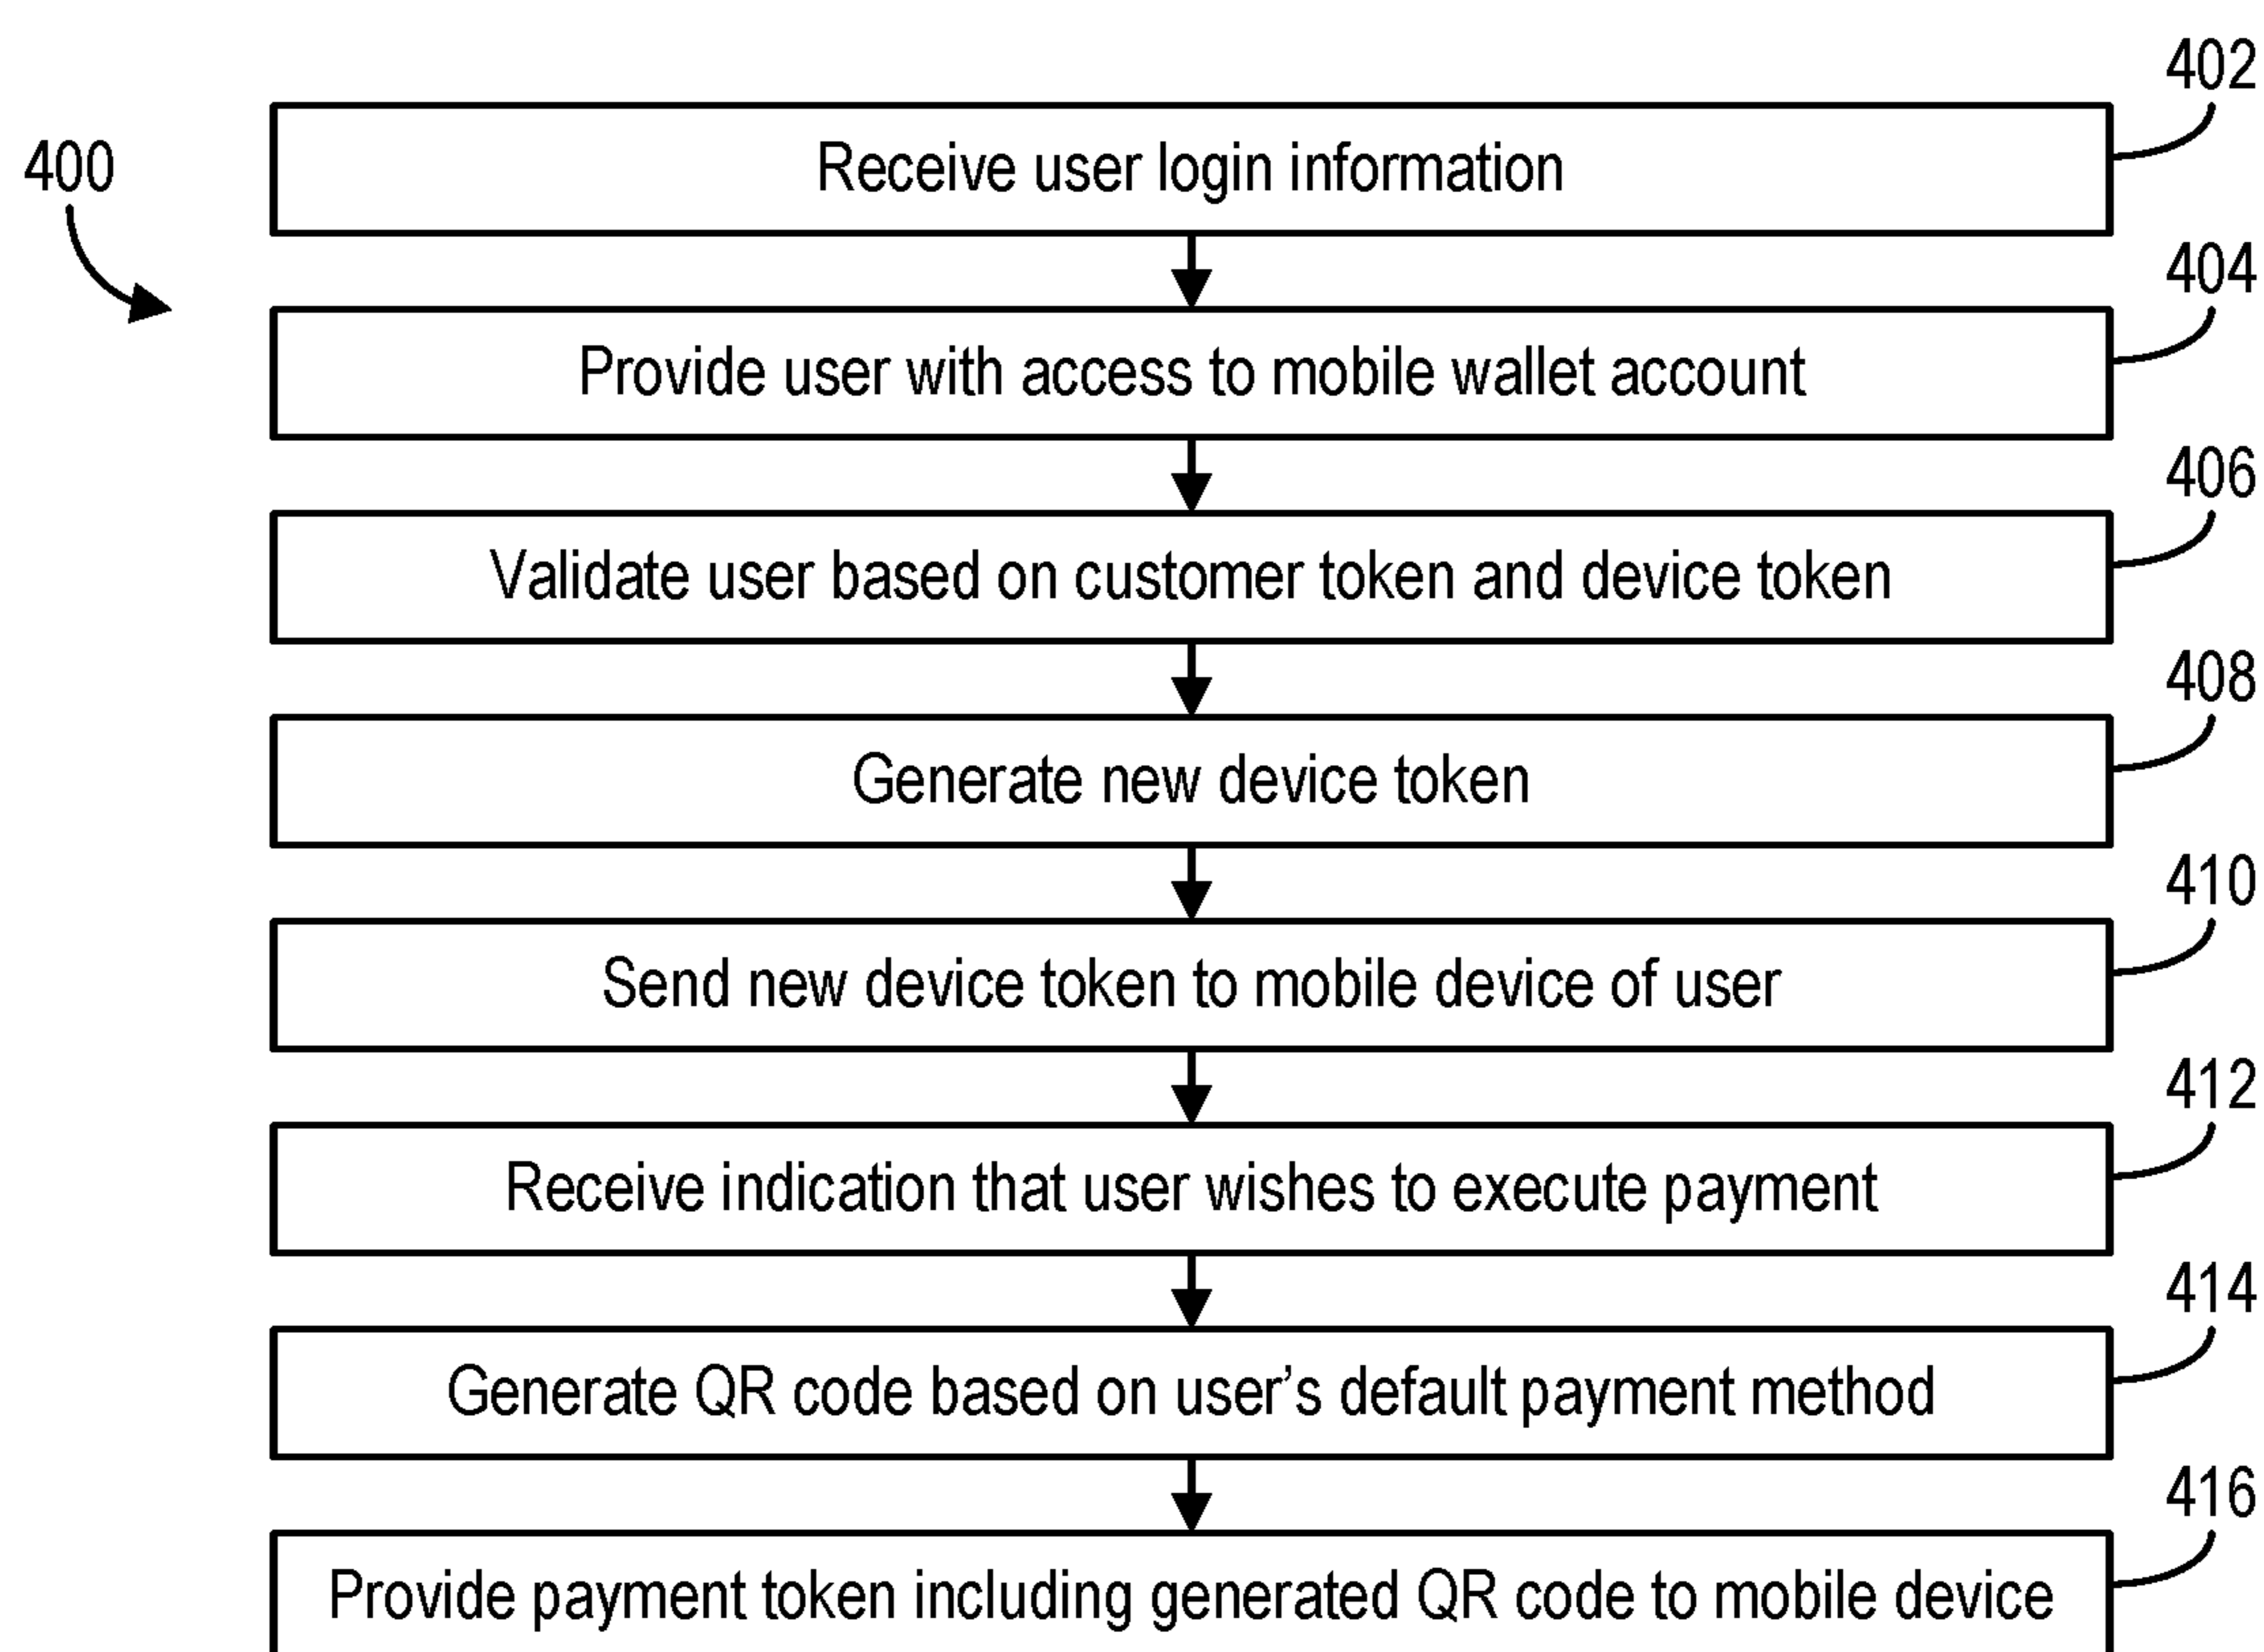 402
400
Receive user login information
404
Provide user with access to mobile wallet account
406
Validate user based on customer token and device token
408
Generate new device token
410
Send new device token to mobile device of user
412
Receive indication that user wishes to execute payment
414
Generate QR code based on user’s default payment method
416
Provide payment token including generated QR code to mobile device